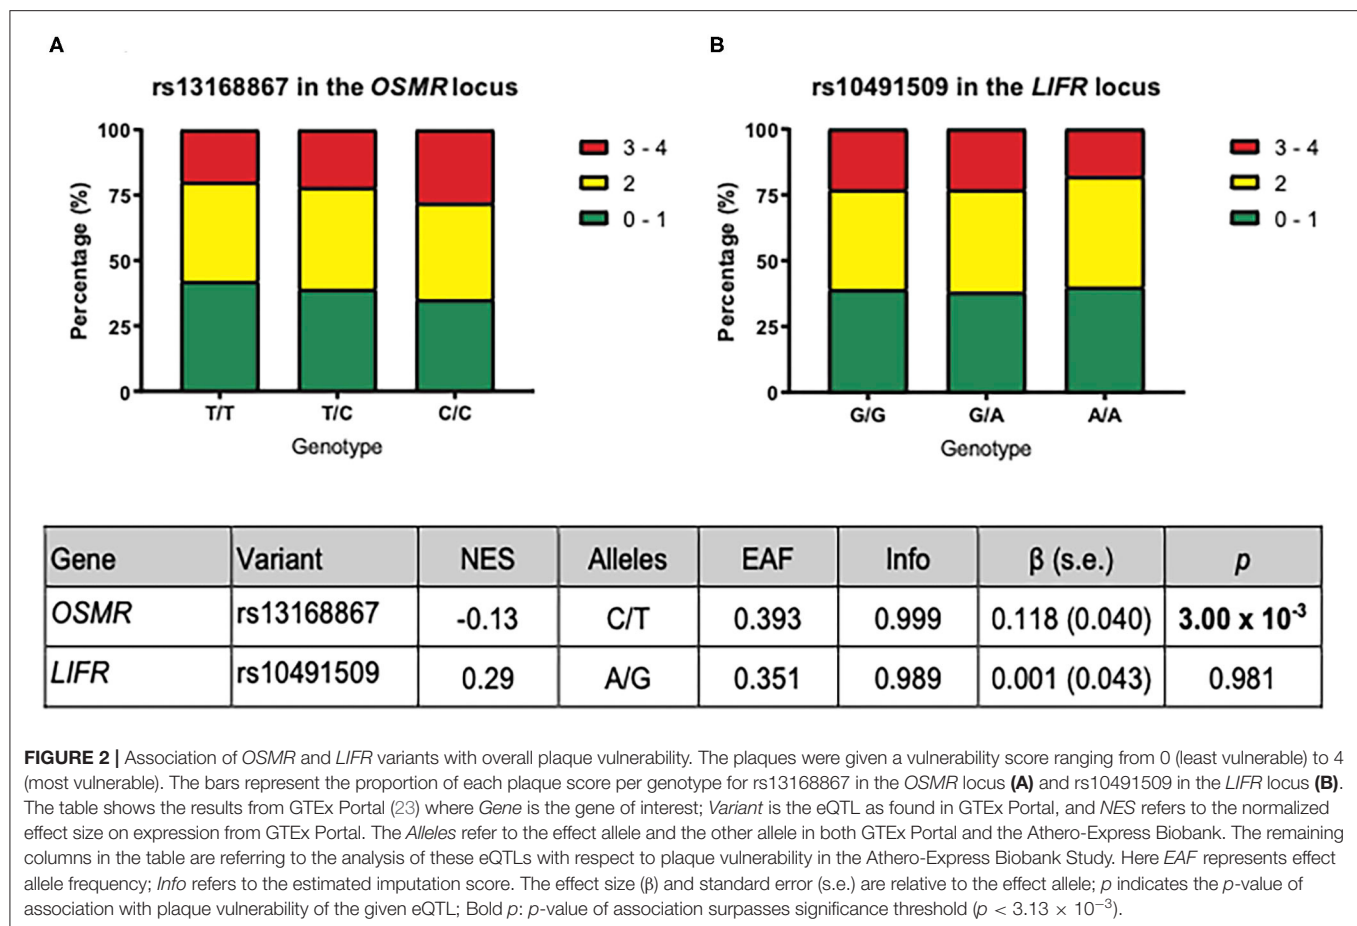 A
rs13168867 in the OSMR locus
100
75
50
25
0
Percentage (%)
T/T T/C C/C
Genotype
3 - 4
2
0 - 1
B
rs10491509 in the LIFR locus
100
75
50
25
0
Percentage (%)
G/G G/A A/A
Genotype
3 - 4
2
0 - 1
Gene Variant NES Alleles EAF Info β (s.e.) p
OSMR rs13168867 -0.13 C/T 0.393 0.999 0.118 (0.040) 3.00 x 10⁻³
LIFR rs10491509 0.29 A/G 0.351 0.989 0.001 (0.043) 0.981
FIGURE 2 | Association of OSMR and LIFR variants with overall plaque vulnerability. The plaques were given a vulnerability score ranging from 0 (least vulnerable) to 4
(most vulnerable). The bars represent the proportion of each plaque score per genotype for rs13168867 in the OSMR locus (A) and rs10491509 in the LIFR locus (B).
The table shows the results from GTEx Portal (23) where Gene is the gene of interest; Variant is the eQTL as found in GTEx Portal, and NES refers to the normalized
effect size on expression from GTEx Portal. The Alleles refer to the effect allele and the other allele in both GTEx Portal and the Athero-Express Biobank. The remaining
columns in the table are referring to the analysis of these eQTLs with respect to plaque vulnerability in the Athero-Express Biobank Study. Here EAF represents effect
allele frequency; Info refers to the estimated imputation score. The effect size (β) and standard error (s.e.) are relative to the effect allele; p indicates the p-value of
association with plaque vulnerability of the given eQTL; Bold p: p-value of association surpasses significance threshold (p < 3.13 × 10⁻³).